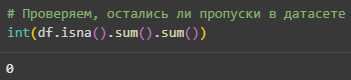 # Проверяем, остались ли пропуски в датасете
int(df.isna().sum().sum())
0